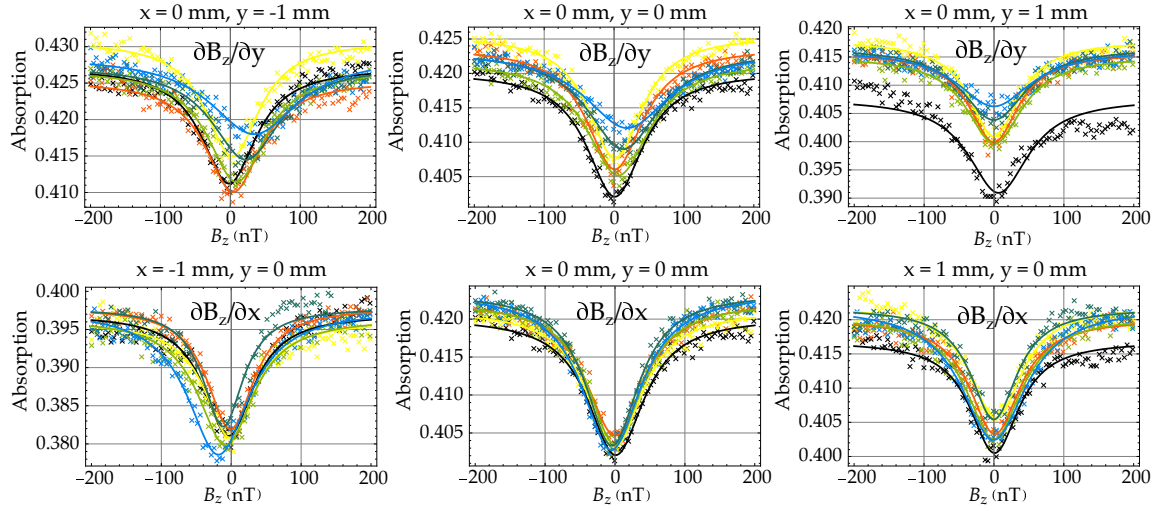 x = 0 mm, y = -1 mm
x = 0 mm, y = 0 mm
x = 0 mm, y = 1 mm
∂Bz/∂y
∂Bz/∂y
∂Bz/∂y
Absorption
0.430
0.425
0.420
0.415
0.410
Absorption
0.425
0.420
0.415
0.410
0.405
Absorption
0.420
0.415
0.410
0.405
0.400
0.395
0.390
−200 −100 0 100 200
−200 −100 0 100 200
−200 −100 0 100 200
Bz (nT)
Bz (nT)
Bz (nT)
x = -1 mm, y = 0 mm
x = 0 mm, y = 0 mm
x = 1 mm, y = 0 mm
∂Bz/∂x
∂Bz/∂x
∂Bz/∂x
Absorption
0.400
0.395
0.390
0.385
0.380
Absorption
0.420
0.415
0.410
0.405
Absorption
0.420
0.415
0.410
0.405
0.400
−200 −100 0 100 200
−200 −100 0 100 200
−200 −100 0 100 200
Bz (nT)
Bz (nT)
Bz (nT)